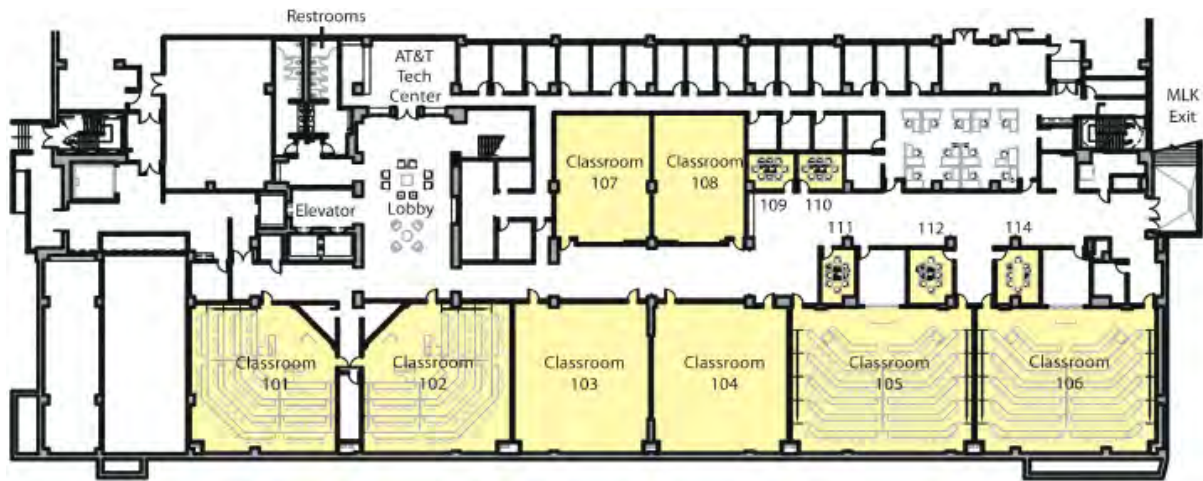 Restrooms
AT&T
Tech
Center
MLK
Exit
Classroom
107
Classroom
108
109
110
Elevator
Lobby
111
112
114
Classroom
101
Classroom
102
Classroom
103
Classroom
104
Classroom
105
Classroom
106